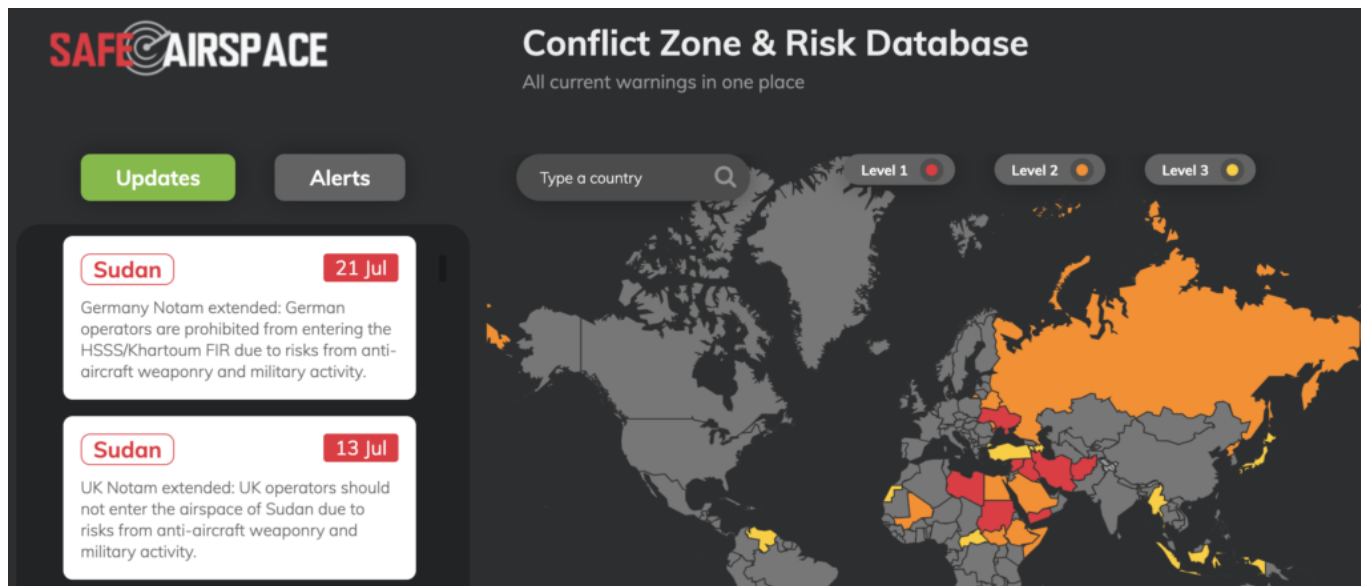 SAFE AIRSPACE
Conflict Zone & Risk Database
All current warnings in one place
Updates
Alerts
Type a country
Level 1
Level 2
Level 3
Sudan
21 Jul
Germany Notam extended: German
operators are prohibited from entering the
HSSS/Khartoum FIR due to risks from anti-
aircraft weaponry and military activity.
Sudan
13 Jul
UK Notam extended: UK operators should
not enter the airspace of Sudan due to
risks from anti-aircraft weaponry and
military activity.